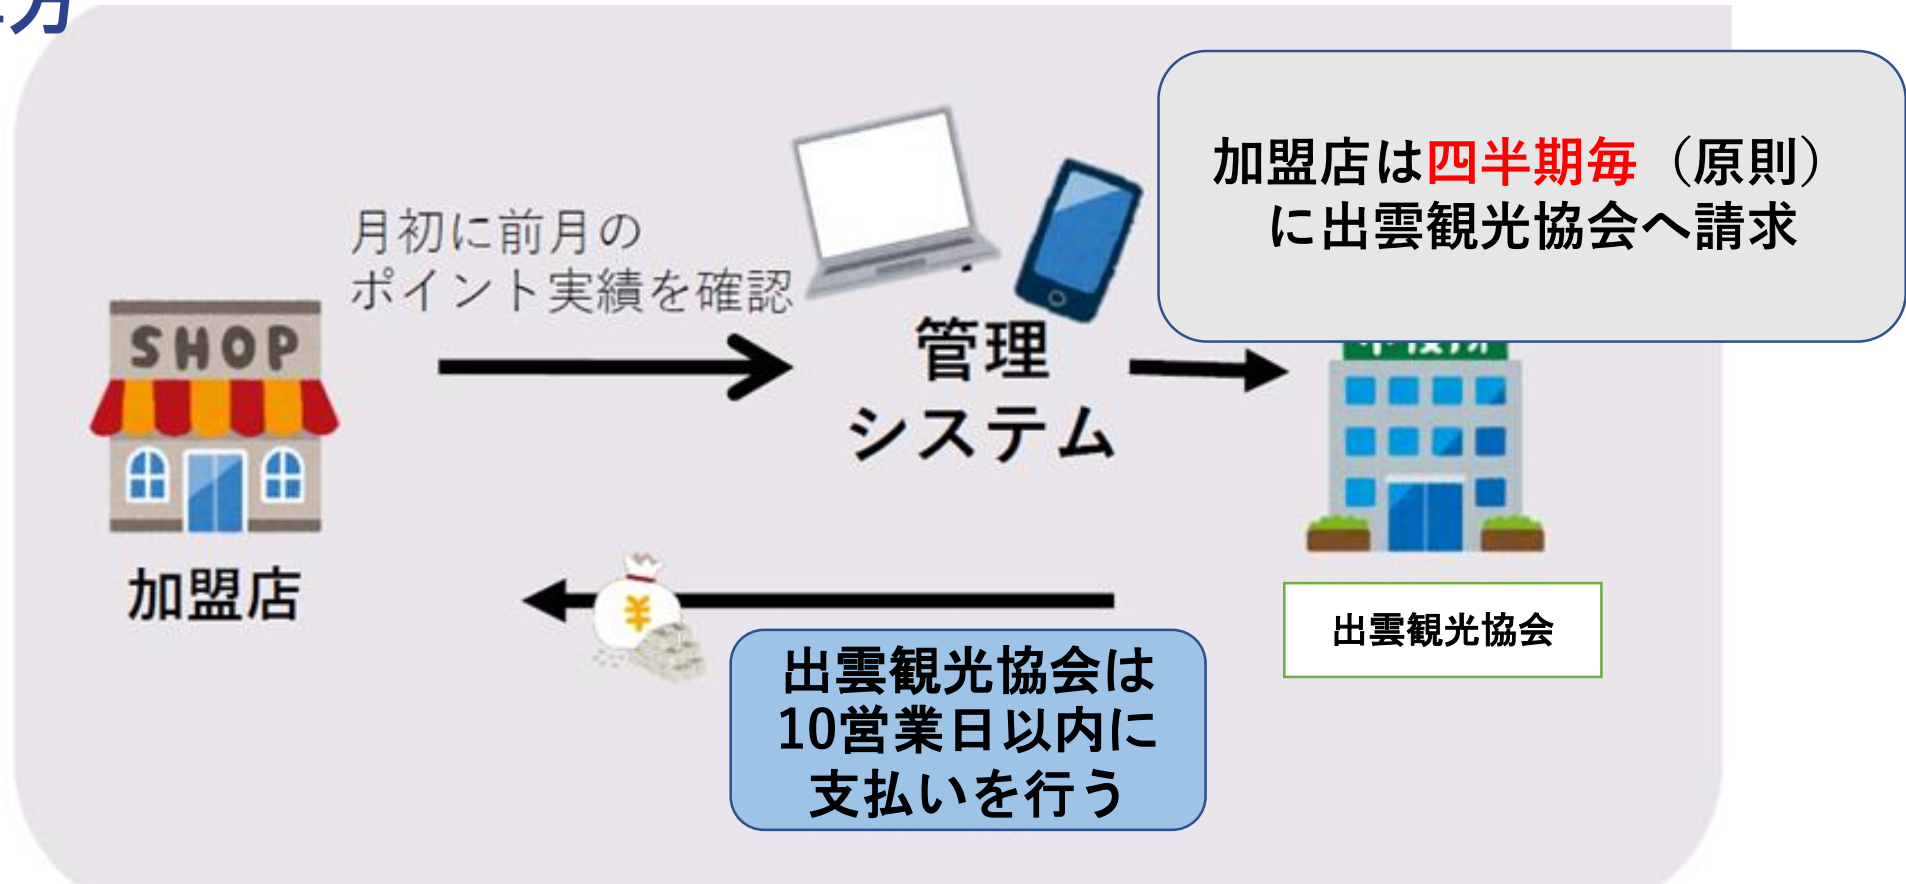 方
加盟店は四半期毎（原則）
に出雲観光協会へ請求
月初に前月の
ポイント実績を確認
SHOP
管理
システム
加盟店
出雲観光協会
出雲観光協会は
10営業日以内に
支払いを行う
¥